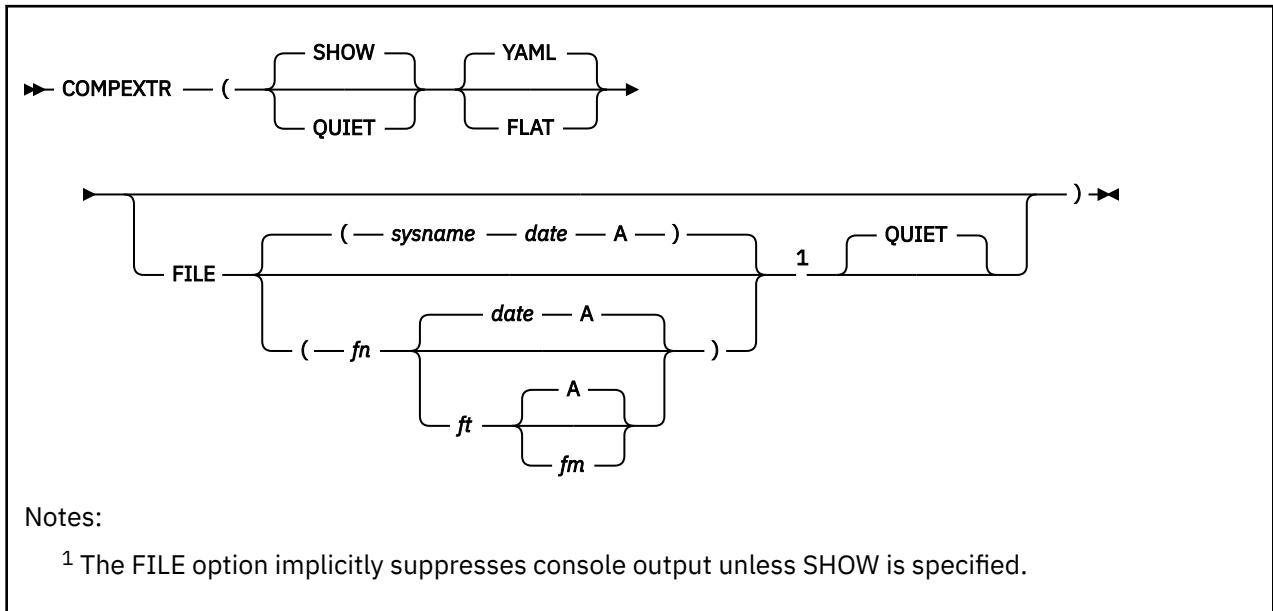 SHOW YAML
COMPEXTR (
QUIET FLAT
)
( sysname date A ) QUIET
1
FILE
date A
( fn )
A
ft
fm
Notes:
1 The FILE option implicitly suppresses console output unless SHOW is specified.